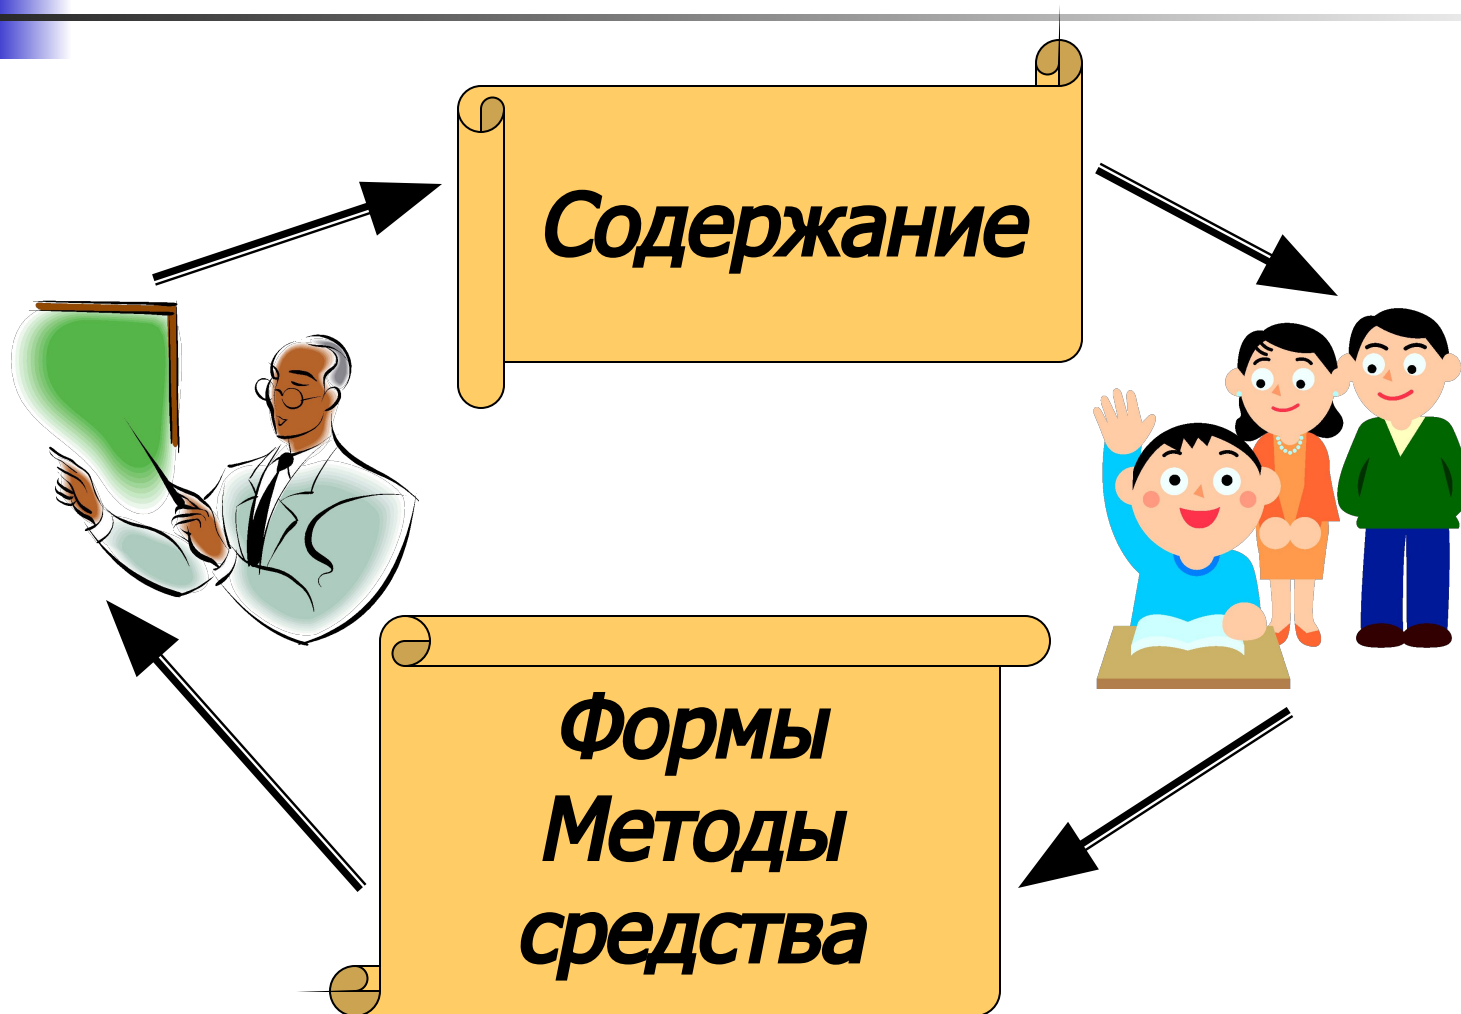 Содержание
Формы
Методы
средства